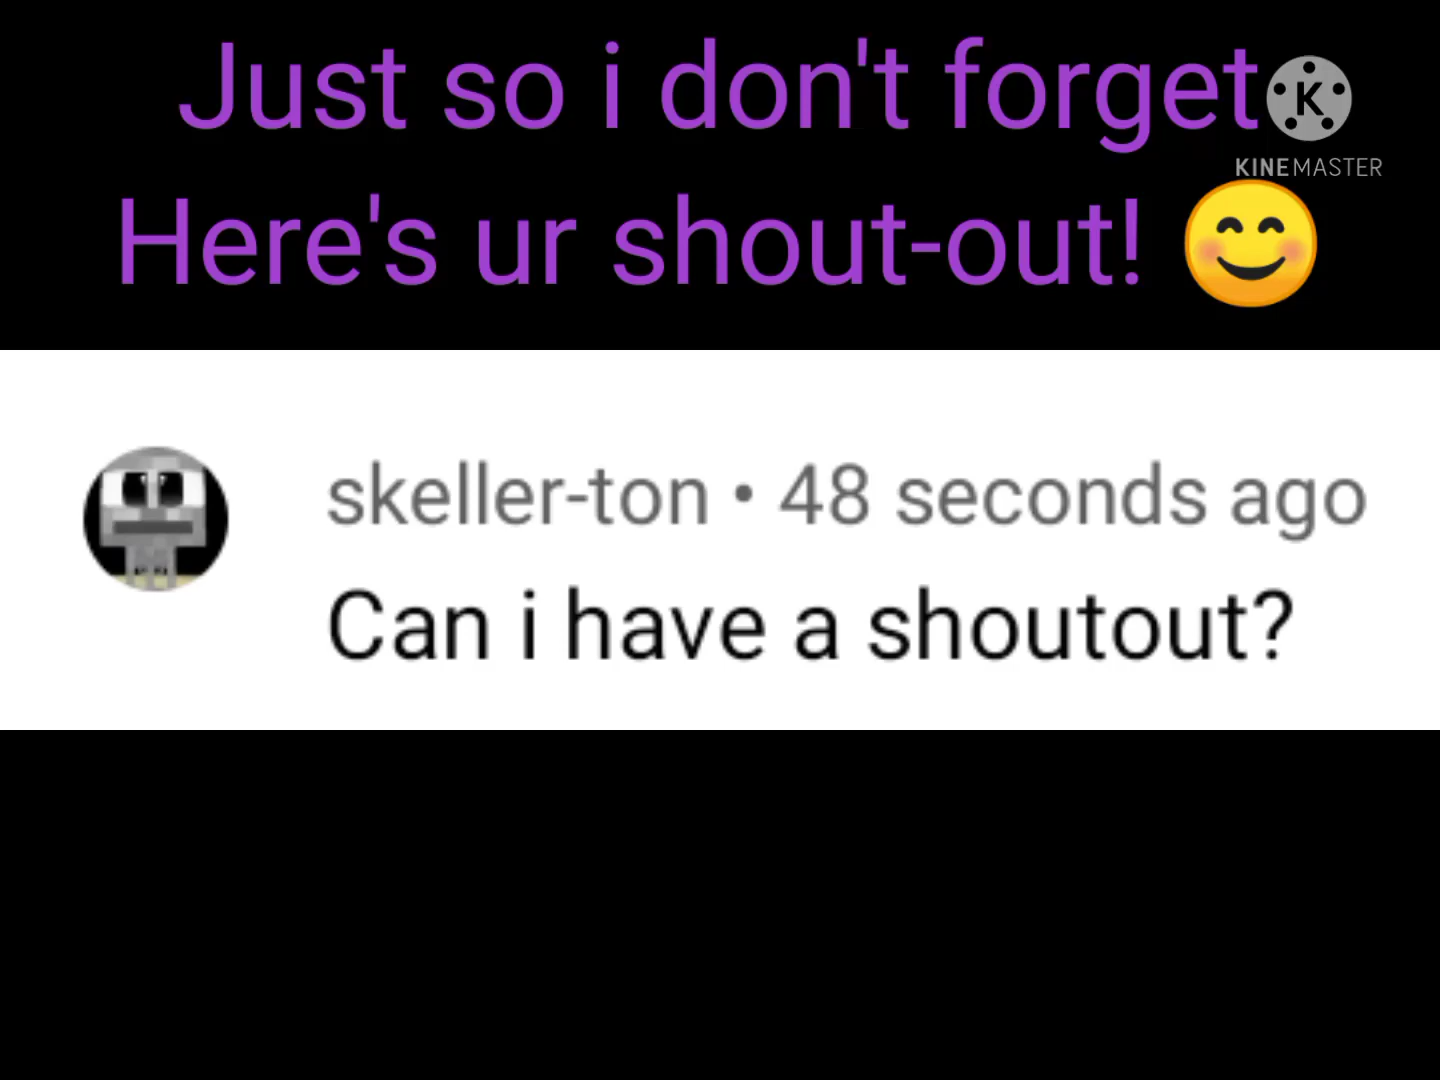 Just so i don't forget
K
KINEMASTER
Here's ur shout-out! 😊
skeller-ton • 48 seconds ago
Can i have a shoutout?